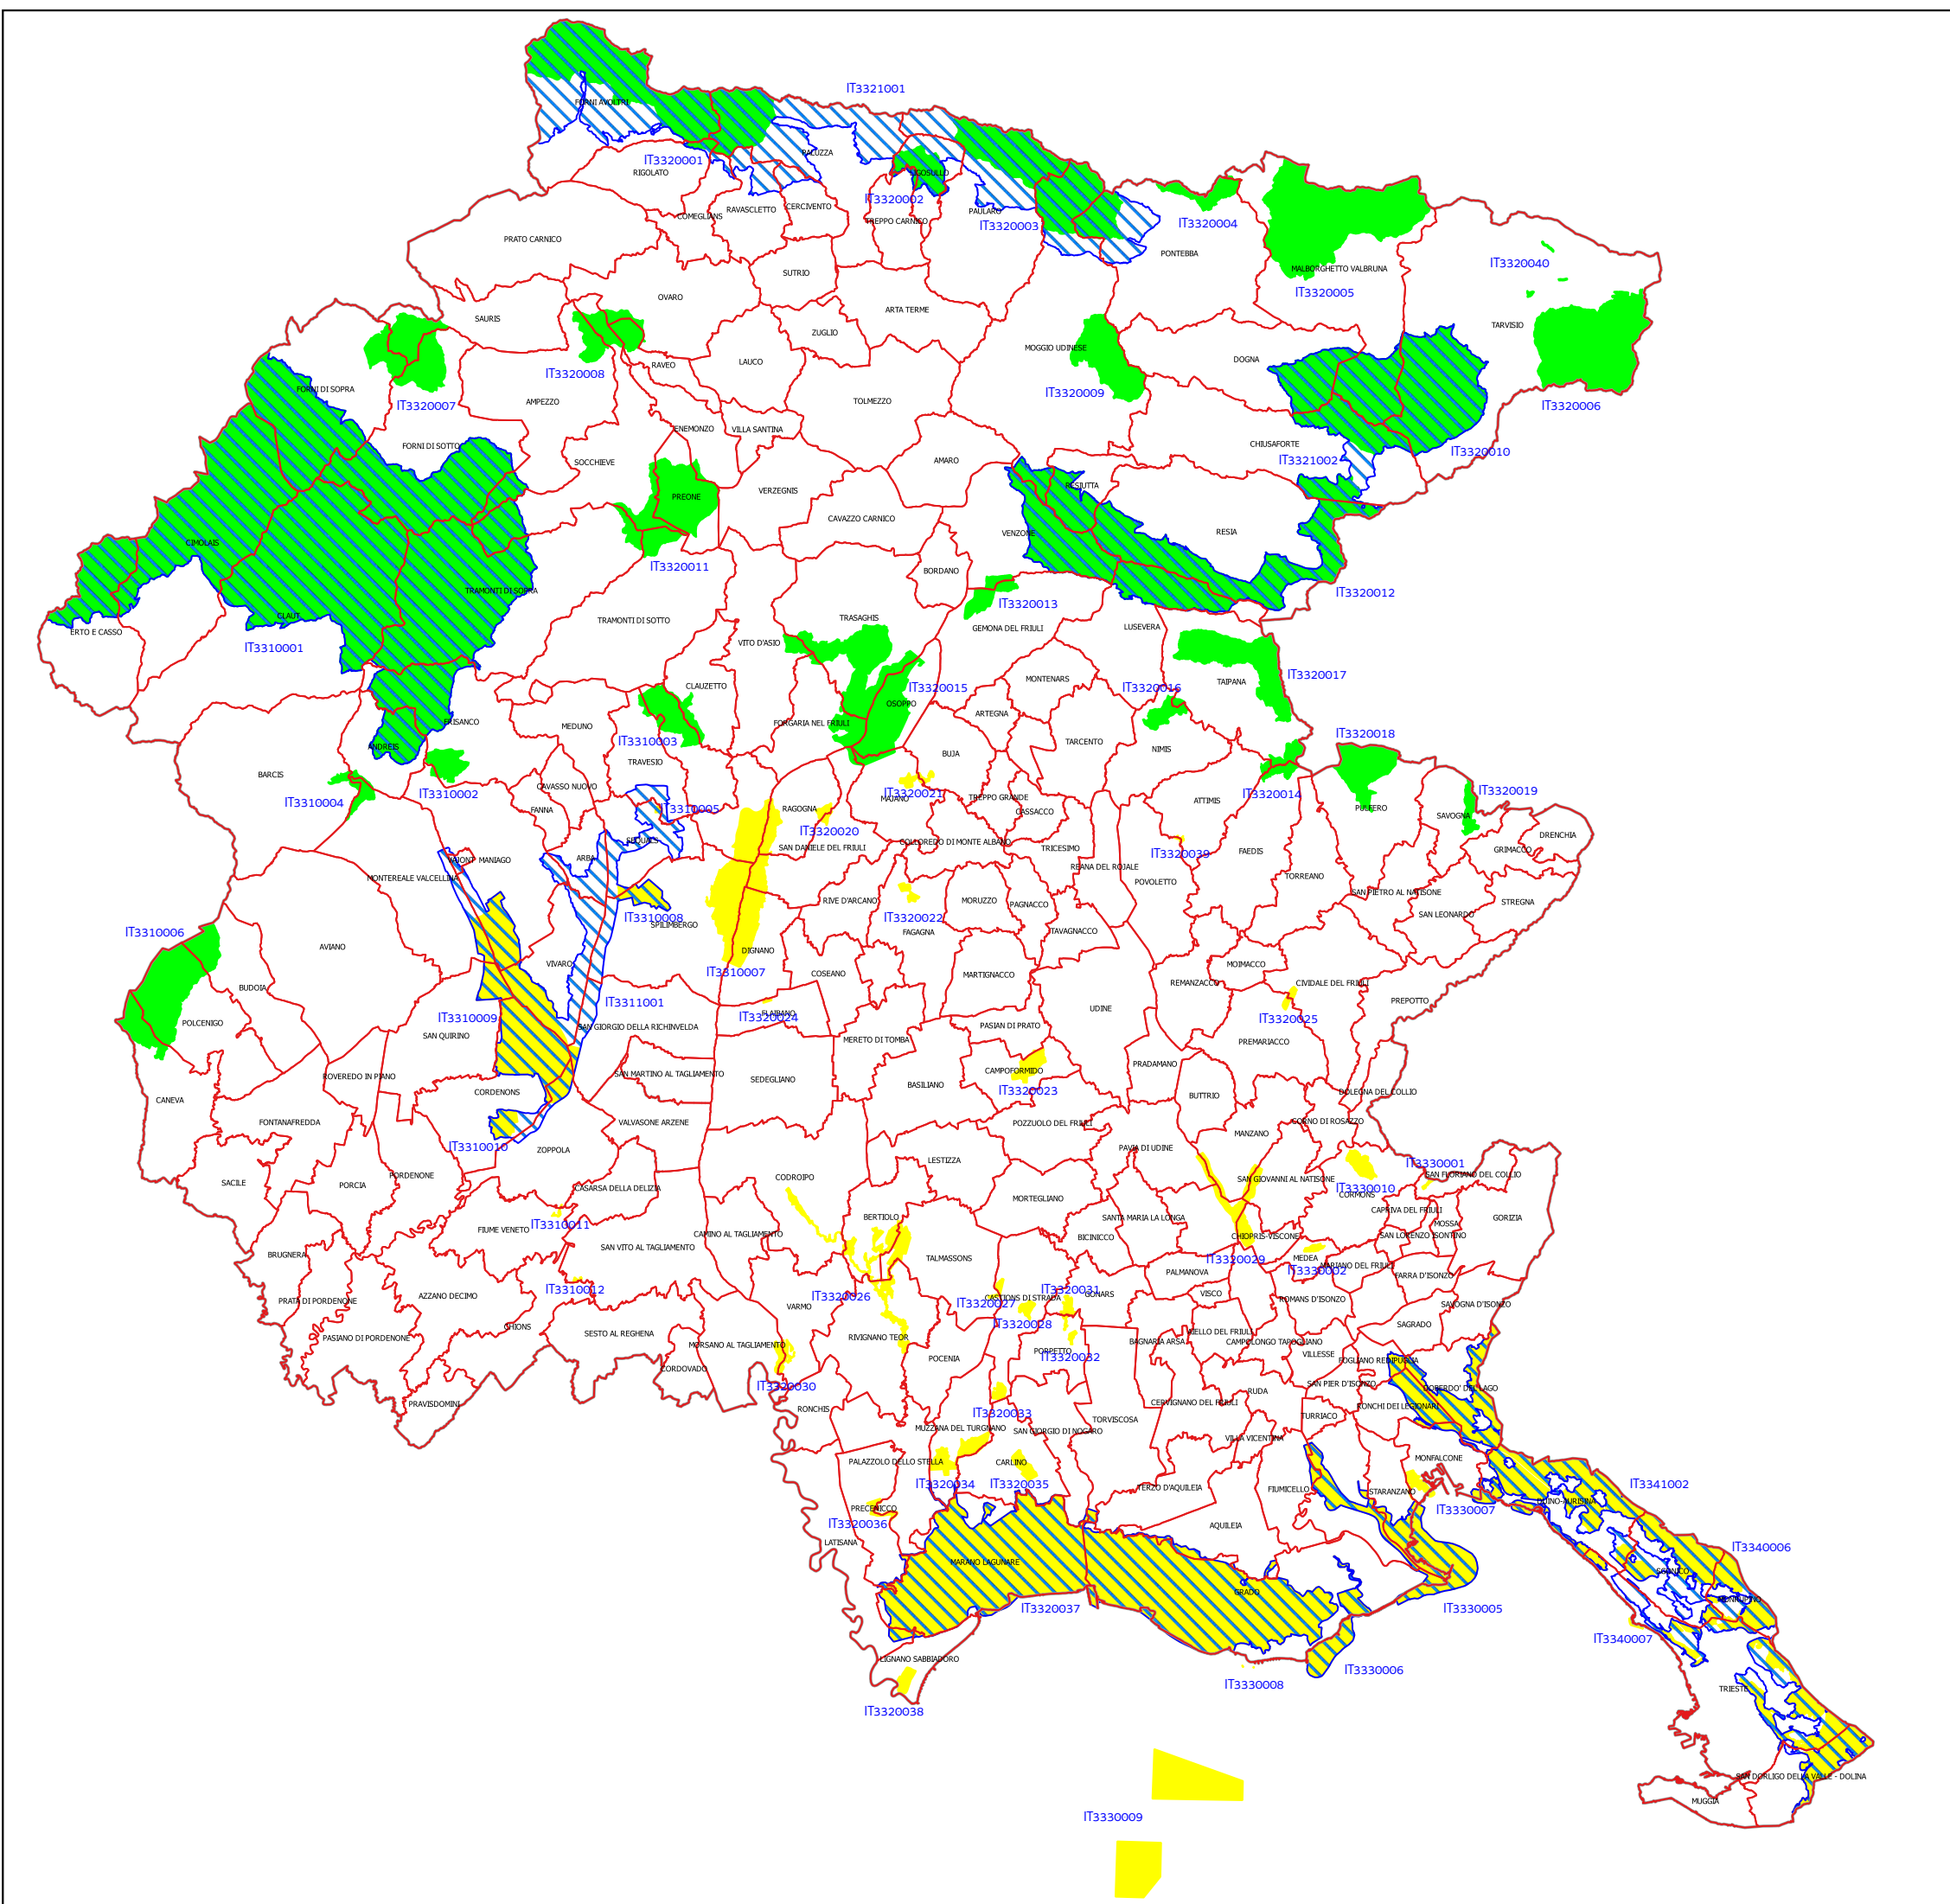 IT3321001
FORNI AVOLTRI
PALUZZA
IT3320001
RIGOLATO
LIGOSULLO
IT3320002
TREPPO CARNICO
RAVASCLETTO
CERCIVENTO
COMEGLIANS
PAULARO
IT3320003
IT3320004
PRATO CARNICO
PONTEBBA
IT3320040
MALBORGHETTO VALBRUNA
SUTRIO
IT3320005
OVARO
ARTA TERME
SAURIS
TARVISIO
ZUGLIO
MOGGIO UDINESE
DOGNA
LAUCO
RAVEO
IT3320008
FORNI DI SOPRA
IT3320009
AMPEZZO
TOLMEZZO
IT3320007
IT3320006
ENEMONZO
VILLA SANTINA
FORNI DI SOTTO
CHIUSAFORTE
IT3320010
SOCCHIEVE
AMARO
IT3321002
RESIUTTA
VERZEGNIS
PREONE
CAVAZZO CARNICO
VENZONE
RESIA
CIMOLAIS
IT3320011
BORDANO
TRAMONTI DI SOPRA
IT3320012
IT3320013
CLAUT
TRASAGHIS
TRAMONTI DI SOTTO
GEMONA DEL FRIULI
LUSEVERA
ERTO E CASSO
VITO D'ASIO
IT3310001
IT3320017
MONTENARS
TAIPANA
CLAUZETTO
IT3320015
IT3320016
OSOPPO
ARTEGNA
FRISANCO
MEDUNO
FORGARIA NEL FRIULI
IT3320018
IT3310003
TARCENTO
ANDREIS
NIMIS
BUJA
TRAVESIO
BARCIS
CAVASSO NUOVO
IT3310002
IT3320021
IT3320014
IT3320019
TREPPO GRANDE
MAJANO
ATTIMIS
IT3310004
FANNA
IT3310005
RAGOGNA
CASSACCO
PULFERO
SAVOGNA
IT3320020
DRENCHIA
SEQUALS
COLLOREDO DI MONTE ALBANO
SAN DANIELE DEL FRIULI
TRICESIMO
IT3320039
FAEDIS
GRIMACCO
VAJONT
MANIAGO
ARBA
REANA DEL ROJALE
MONTEREALE VALCELLINA
TORREANO
POVOLETTO
SAN PIETRO AL NATISONE
RIVE D'ARCANO
MORUZZO
PAGNACCO
STREGNA
IT3310008
IT3320022
SAN LEONARDO
SPILIMBERGO
IT3310006
FAGAGNA
TAVAGNACCO
AVIANO
DIGNANO
VIVARO
MOIMACCO
IT3310007
COSEANO
MARTIGNACCO
REMANZACCO
CIVIDALE DEL FRIULI
BUDOIA
PREPOTTO
IT3311001
UDINE
FLAIBANO
IT3310009
IT3320024
IT3320025
POLCENIGO
SAN GIORGIO DELLA RICHINVELDA
PASIAN DI PRATO
SAN QUIRINO
MERETO DI TOMBA
PREMARIACCO
PRADAMANO
CAMPOFORMIDO
SAN MARTINO AL TAGLIAMENTO
ROVEREDO IN PIANO
SEDEGLIANO
BASILIANO
IT3320023
CORDENONS
DOLEGNA DEL COLLIO
BUTTRIO
CANEVA
FONTANAFREDDA
VALVASONE ARZENE
POZZUOLO DEL FRIULI
CORNO DI ROSAZZO
MANZANO
IT3310010
ZOPPOLA
PAVIA DI UDINE
LESTIZZA
IT3330001
SAN FLORIANO DEL COLLIO
PORDENONE
CODROIPO
SAN GIOVANNI AL NATISONE
SACILE
PORCIA
CASARSA DELLA DELIZIA
IT3330010
CORMONS
MORTEGLIANO
CAPRIVA DEL FRIULI
BERTIOLO
SANTA MARIA LA LONGA
GORIZIA
IT3310011
MOSSA
FIUME VENETO
CAMINO AL TAGLIAMENTO
BICINICCO
CHIOPRIS-VISCONE
SAN LORENZO ISONTINO
SAN VITO AL TAGLIAMENTO
BRUGNERA
TALMASSONS
IT3320029
MEDEA
MARIANO DEL FRIULI
IT3330002
PALMANOVA
FARRA D'ISONZO
IT3310012
IT3320031
AZZANO DECIMO
IT3320026
CASTIONS DI STRADA
GONARS
VISCO
ROMANS D'ISONZO
PRATA DI PORDENONE
IT3320027
VARMO
SAVOGNA D'ISONZO
IT3320028
SAGRADO
CHIONS
SESTO AL REGHENA
AIELLO DEL FRIULI
PASIANO DI PORDENONE
RIVIGNANO TEOR
BAGNARIA ARSA
CAMPOLONGO TAPOGLIANO
MORSANO AL TAGLIAMENTO
PORPETTO
VILLESSE
POCENIA
IT3320032
FOGLIANO REDIPUGLIA
CORDOVADO
IT3320030
SAN PIER D'ISONZO
DOBERDO' DEL LAGO
RUDA
PRAVISDOMINI
CERVIGNANO DEL FRIULI
RONCHI DEI LEGIONARI
RONCHIS
IT3320033
TURRIACO
TORVISCOSA
MUZZANA DEL TURGNANO
SAN GIORGIO DI NOGARO
VILLA VICENTINA
MONFALCONE
PALAZZOLO DELLO STELLA
CARLINO
IT3320034
IT3320035
TERZO D'AQUILEIA
FIUMICELLO
STARANZANO
IT3341002
DUINO-AURISINA
PRECENICCO
IT3330007
IT3320036
AQUILEIA
LATISANA
IT3340006
MARANO LAGUNARE
SGONICO
GRADO
MONRUPINO
IT3320037
IT3330005
IT3340007
LIGNANO SABBIADORO
IT3330006
IT3330008
TRIESTE
IT3320038
SAN DORLIGO DELLA VALLE - DOLINA
MUGGIA
IT3330009